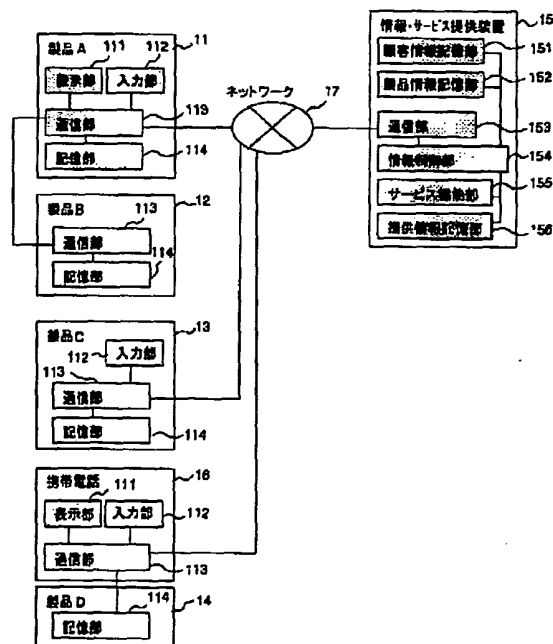 製品A
11
111
112
表示部
入力部
通信部
113
記憶部
114
製品B
12
113
通信部
記憶部
114
製品C
13
112
入力部
113
通信部
記憶部
114
携帯電話
16
111
表示部
入力部
112
通信部
113
製品D
114
14
記憶部
ネットワーク
17
情報・サービス提供装置
15
顧客情報記憶部
151
製品情報記憶部
152
通信部
153
情報制御部
154
155
提供情報記憶部
156